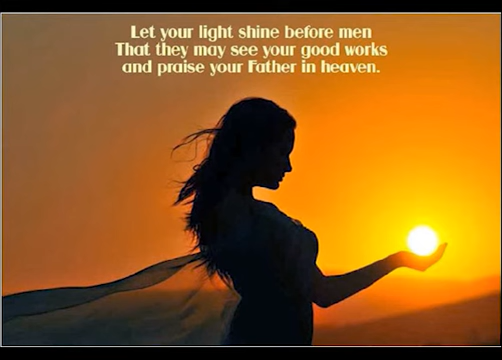 Let your light shine before men
That they may see your good works
and praise your Father in heaven.